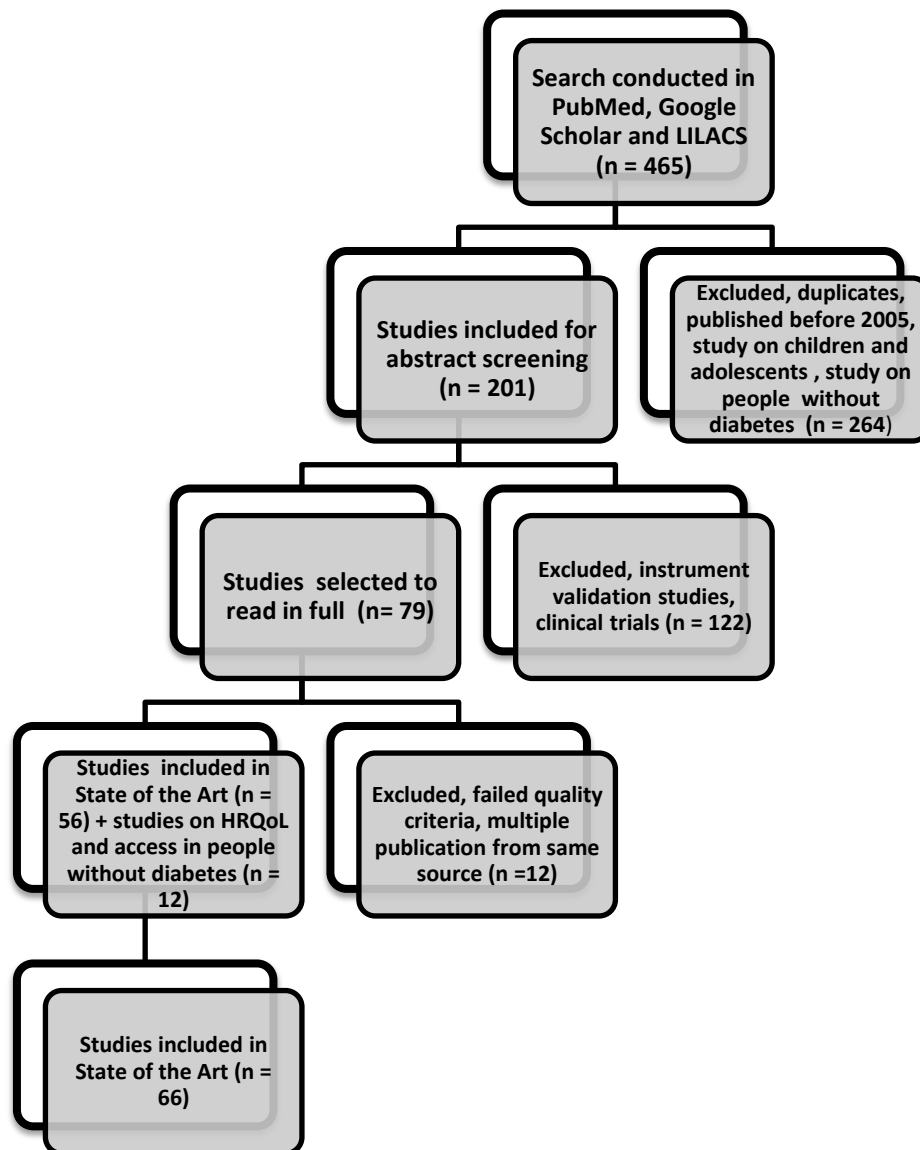 Search conducted in
PubMed, Google
Scholar and LILACS
(n = 465)
Studies included for
abstract screening
(n = 201)
Excluded, duplicates,
published before 2005,
study on children and
adolescents , study on
people without
diabetes (n = 264)
Studies selected to
read in full (n= 79)
Excluded, instrument
validation studies,
clinical trials (n = 122)
Studies included in
State of the Art (n =
56) + studies on HRQoL
and access in people
without diabetes (n =
12)
Excluded, failed quality
criteria, multiple
publication from same
source (n =12)
Studies included in
State of the Art (n =
66)